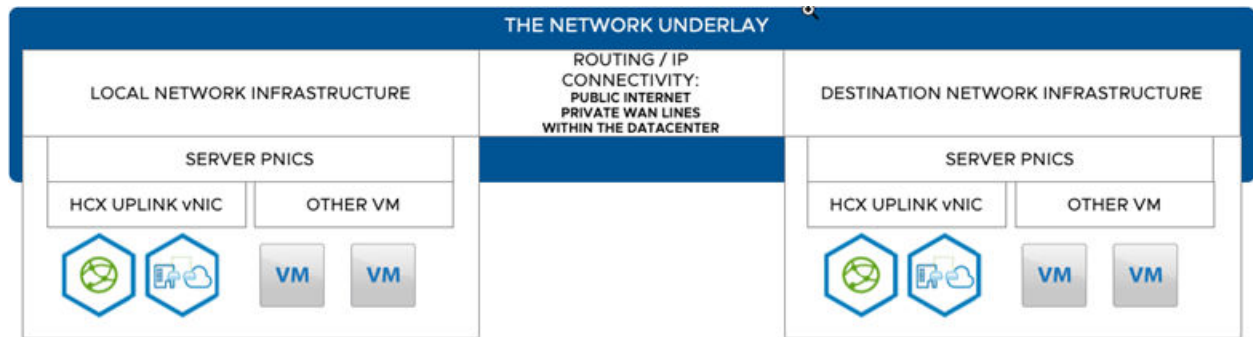 THE NETWORK UNDERLAY
LOCAL NETWORK INFRASTRUCTURE
ROUTING / IP
CONNECTIVITY:
PUBLIC INTERNET
PRIVATE WAN LINES
WITHIN THE DATACENTER
DESTINATION NETWORK INFRASTRUCTURE
SERVER PNICS
HCX UPLINK vNIC
OTHER VM
VM
VM
SERVER PNICS
HCX UPLINK vNIC
OTHER VM
VM
VM